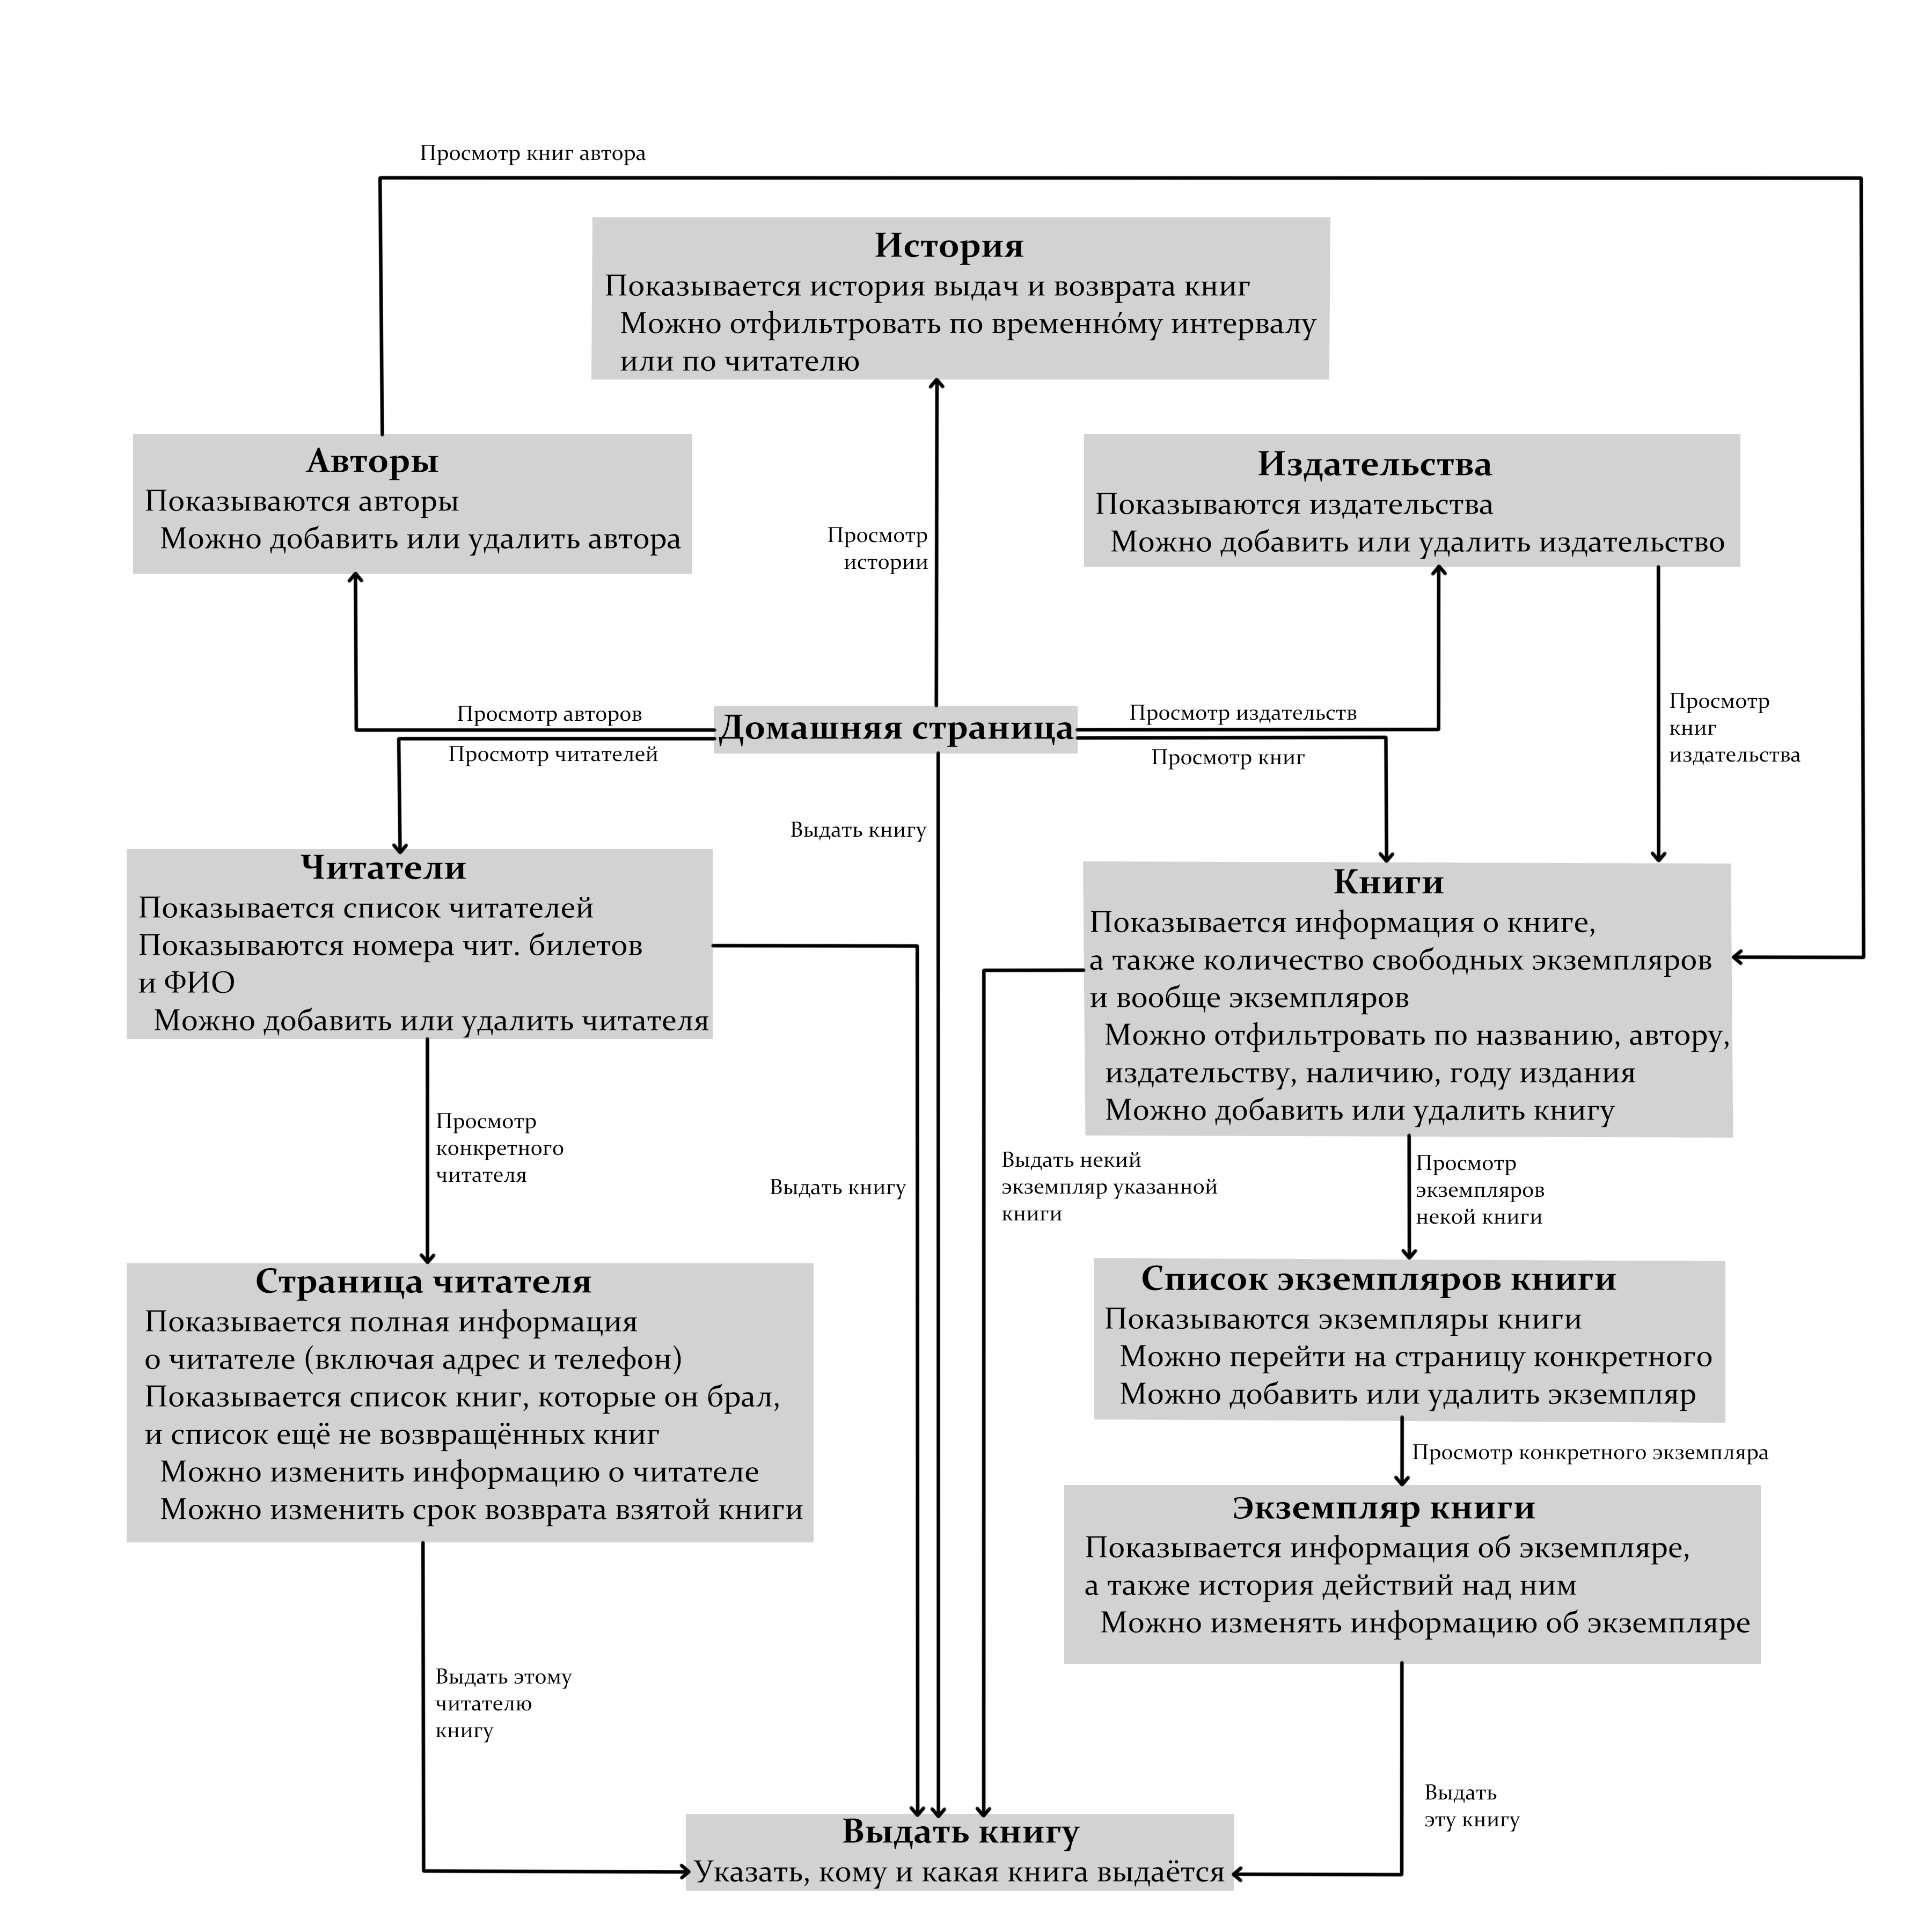 Просмотр книг автора
История
Показывается история выдач и возврата книг
Можно отфильтровать по временно́му интервалу
или по читателю
Авторы
Показываются авторы
Можно добавить или удалить автора
Издательства
Показываются издательства
Можно добавить или удалить издательство
Просмотр
истории
Просмотр авторов
Домашняя страница
Просмотр издательств
Просмотр читателей
Просмотр книг
Просмотр
книг
издательства
Выдать книгу
Читатели
Показывается список читателей
Показываются номера чит. билетов
и ФИО
Можно добавить или удалить читателя
Книги
Показывается информация о книге,
а также количество свободных экземпляров
и вообще экземпляров
Можно отфильтровать по названию, автору,
издательству, наличию, году издания
Можно добавить или удалить книгу
Просмотр
конкретного
читателя
Выдать книгу
Выдать некий
экземпляр указанной
книги
Просмотр
экземпляров
некой книги
Страница читателя
Показывается полная информация
о читателе (включая адрес и телефон)
Показывается список книг, которые он брал,
и список ещё не возвращённых книг
Можно изменить информацию о читателе
Можно изменить срок возврата взятой книги
Список экземпляров книги
Показываются экземпляры книги
Можно перейти на страницу конкретного
Можно добавить или удалить экземпляр
Просмотр конкретного экземпляра
Экземпляр книги
Показывается информация об экземпляре,
а также история действий над ним
Можно изменять информацию об экземпляре
Выдать этому
читателю
книгу
Выдать
эту книгу
Выдать книгу
Указать, кому и какая книга выдаётся